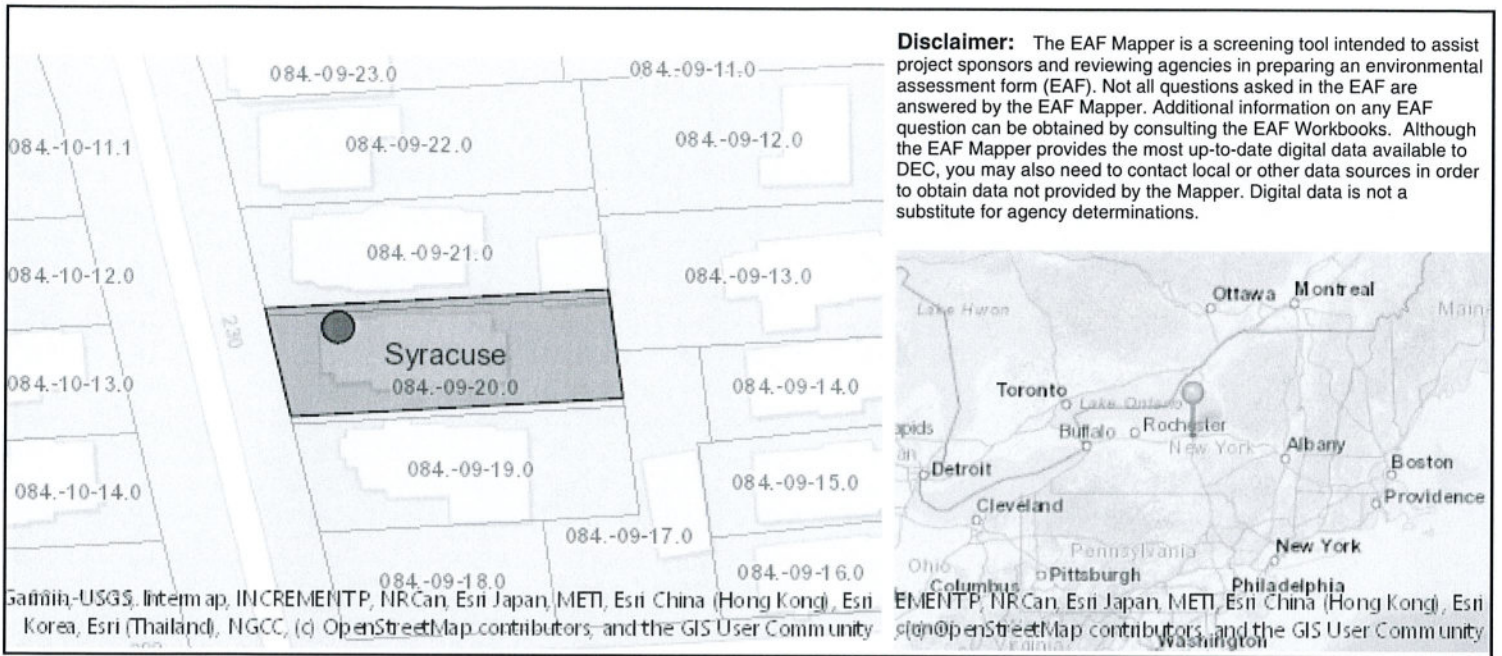 084.-09-23.0
084.-09-11.0
084.-10-11.1
084.-09-22.0
084.-09-12.0
084.-09-21.0
084.-10-12.0
084.-09-13.0
230
Syracuse
084.-10-13.0
084.-09-20.0
084.-09-14.0
084.-09-19.0
084.-10-14.0
084.-09-15.0
084.-09-17.0
084.-09-18.0
084.-09-16.0
Garmin, USGS, Intermap, INCREMENT P, NRCan, Esri Japan, METI, Esri China (Hong Kong), Esri
Korea, Esri (Thailand), NGCC, (c) OpenStreetMap contributors, and the GIS User Community
Disclaimer: The EAF Mapper is a screening tool intended to assist
project sponsors and reviewing agencies in preparing an environmental
assessment form (EAF). Not all questions asked in the EAF are
answered by the EAF Mapper. Additional information on any EAF
question can be obtained by consulting the EAF Workbooks. Although
the EAF Mapper provides the most up-to-date digital data available to
DEC, you may also need to contact local or other data sources in order
to obtain data not provided by the Mapper. Digital data is not a
substitute for agency determinations.
Ottawa
Montreal
Lake Huron
Main
Toronto
Lake Ontario
apids
Buffalo
Rochester
New York
Albany
Detroit
Boston
Providence
Cleveland
New York
Pennsylvania
Ohio
Columbus
Pittsburgh
Philadelphia
EMENT P, NRCan, Esri Japan, METI, Esri China (Hong Kong), Esri
OpenStreetMap contributors, and the GIS User Community
Washington
Virginia